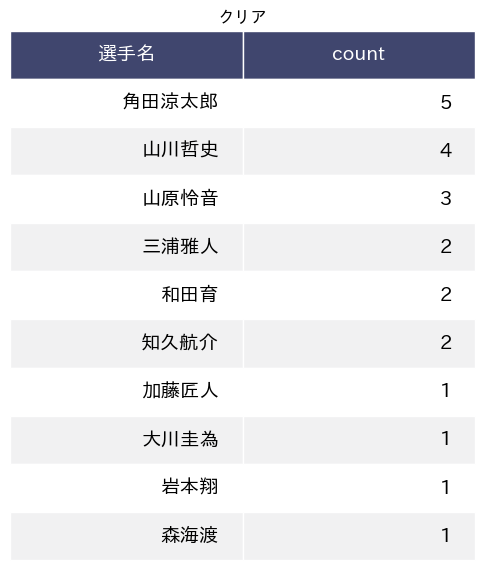 クリア
選手名 count
角田涼太郎 5
山川哲史 4
山原怜音 3
三浦雅人 2
和田育 2
知久航介 2
加藤匠人 1
大川圭為 1
岩本翔 1
森海渡 1